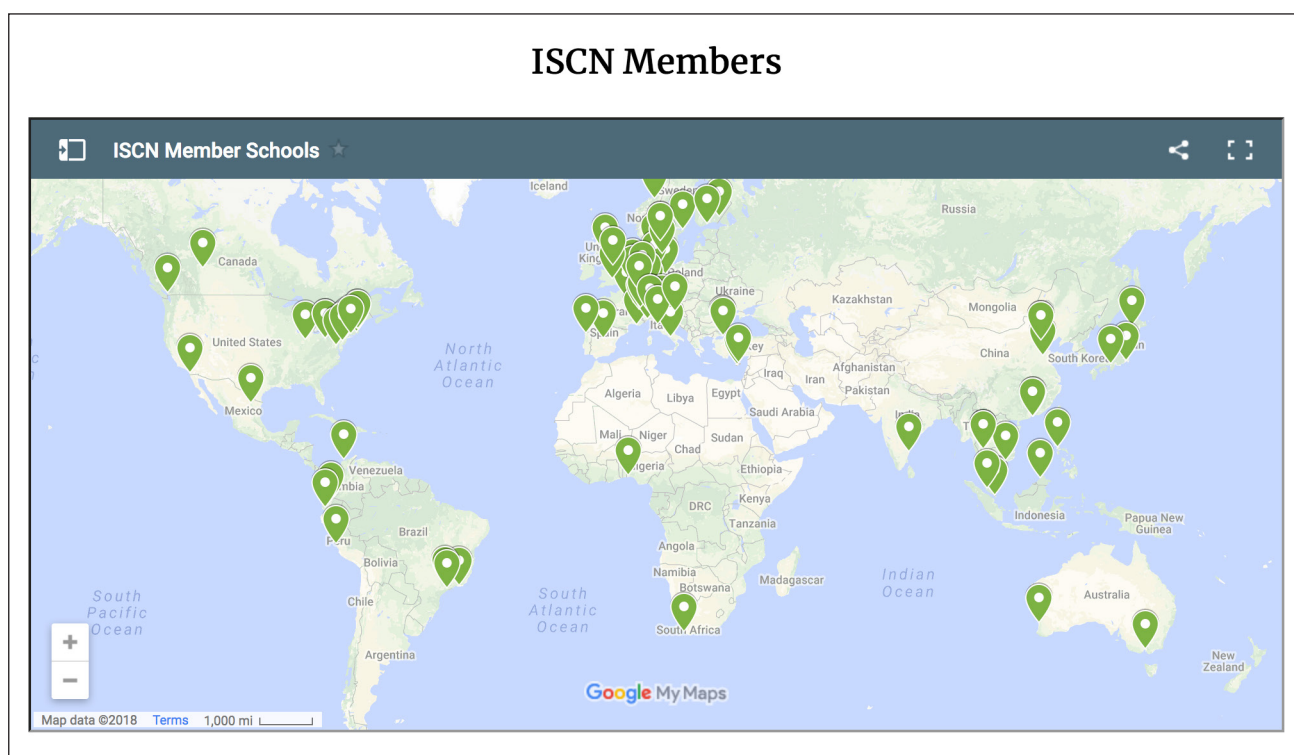 ISCN Members
ISCN Member Schools
Iceland
Sweden
Russia
Canada
Poland
Ukraine
Kazakhstan
Mongolia
United States
Spain
North
Atlantic
Ocean
China
South Korea
Afghanistan
Iraq
Iran
Pakistan
Algeria
Libya
Egypt
Saudi Arabia
Mexico
Mali
Niger
Sudan
Chad
Ethiopia
Venezuela
DRC
Kenya
Tanzania
Indonesia
Papua New
Guinea
Brazil
Peru
Bolivia
Angola
Namibia
Botswana
Madagascar
Indian
Ocean
Australia
South
Pacific
Ocean
Chile
South
Atlantic
Ocean
South Africa
Argentina
New
Zealand
Google My Maps
Map data ©2018 Terms 1,000 mi